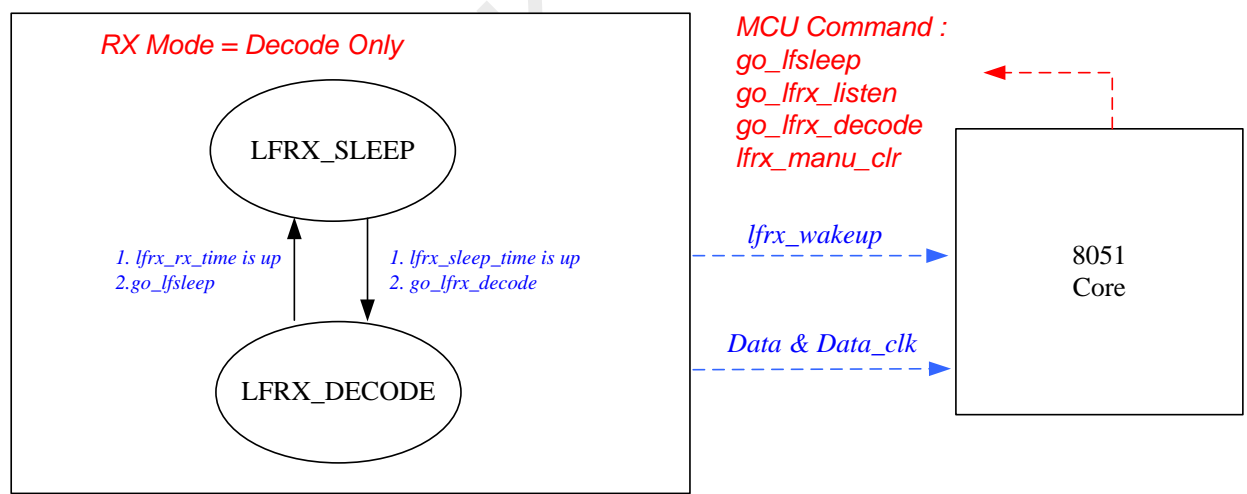 RX Mode = Decode Only
LFRX_SLEEP
1. lfrx_rx_time is up
2.go_lfsleep
1. lfrx_sleep_time is up
2. go_lfrx_decode
LFRX_DECODE
MCU Command :
go_lfsleep
go_lfrx_listen
go_lfrx_decode
lfrx_manu_clr
lfrx_wakeup
Data & Data_clk
8051
Core